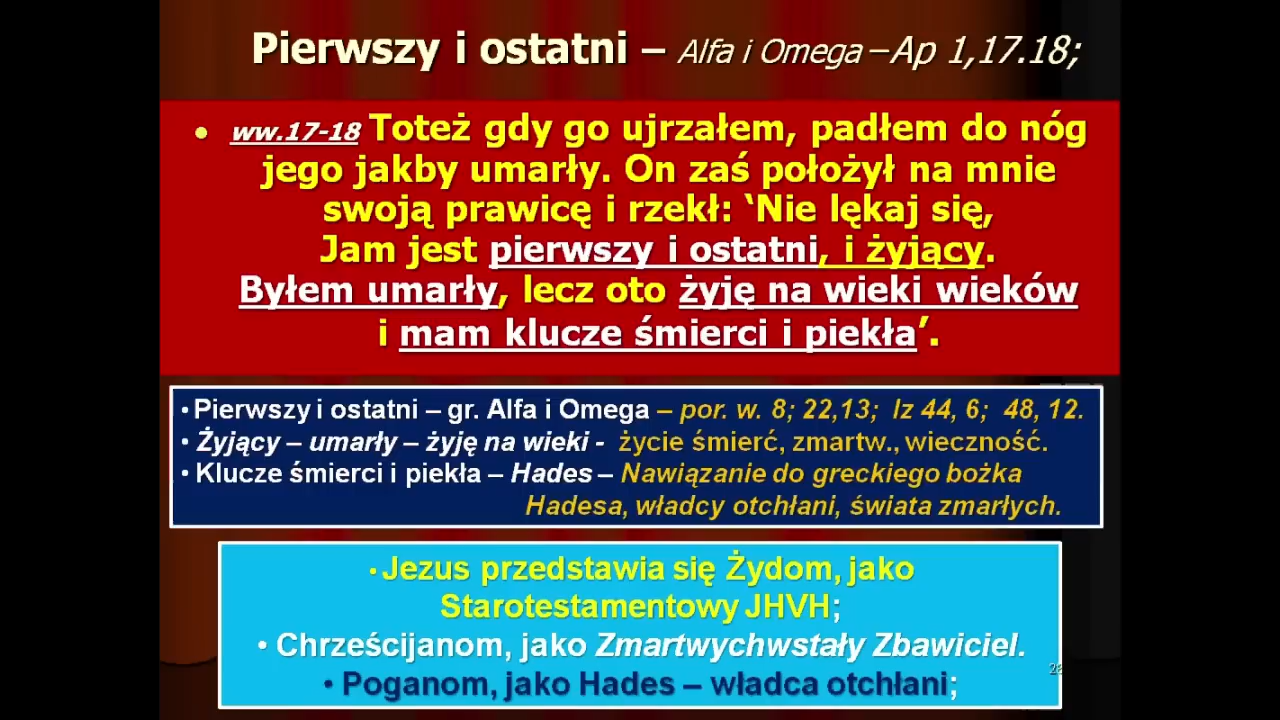 Pierwszy i ostatni – Alfa i Omega – Ap 1,17.18;
• ww.17-18 Toteż gdy go ujrzałem, padłem do nóg
jego jakby umarły. On zaś położył na mnie
swoją prawicę i rzekł: ‘Nie lękaj się,
Jam jest pierwszy i ostatni, i żyjący.
Byłem umarły, lecz oto żyję na wieki wieków
i mam klucze śmierci i piekła’.
• Pierwszy i ostatni – gr. Alfa i Omega – por. w. 8; 22,13; Iz 44, 6; 48, 12.
• Żyjący – umarły – żyję na wieki - życie śmierć, zmartw., wieczność.
• Klucze śmierci i piekła – Hades – Nawiązanie do greckiego bożka
Hadesa, władcy otchłani, świata zmarłych.
• Jezus przedstawia się Żydom, jako
Starotestamentowy JHVH;
• Chrześcijanom, jako Zmartwychwstały Zbawiciel.
• Poganom, jako Hades – władca otchłani;